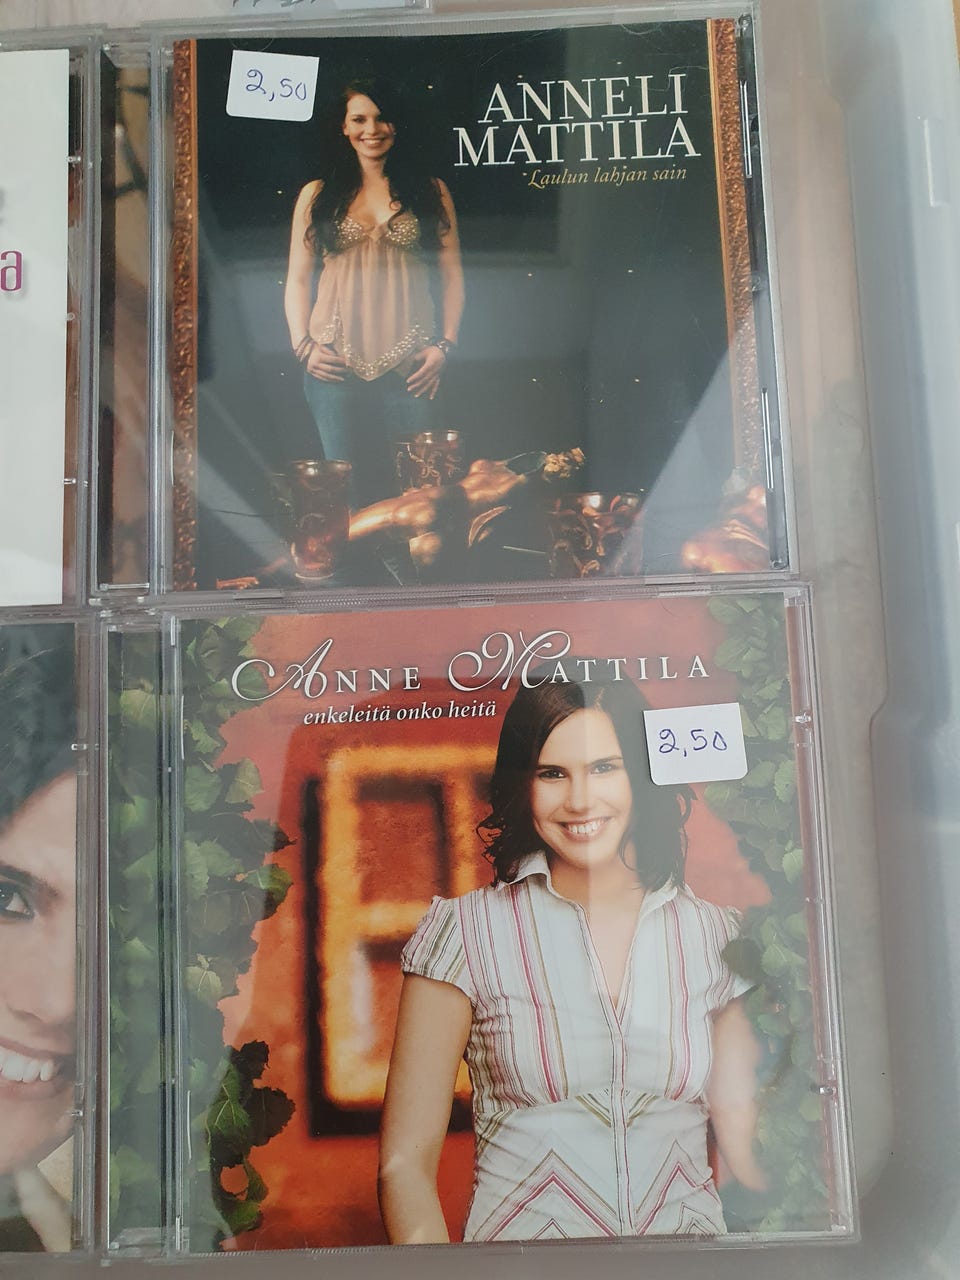 2,50
ANNELI
MATTILA
Laulun lahjan sain
a
ANNE MATTILA
enkeleitä onko heitä
2,50